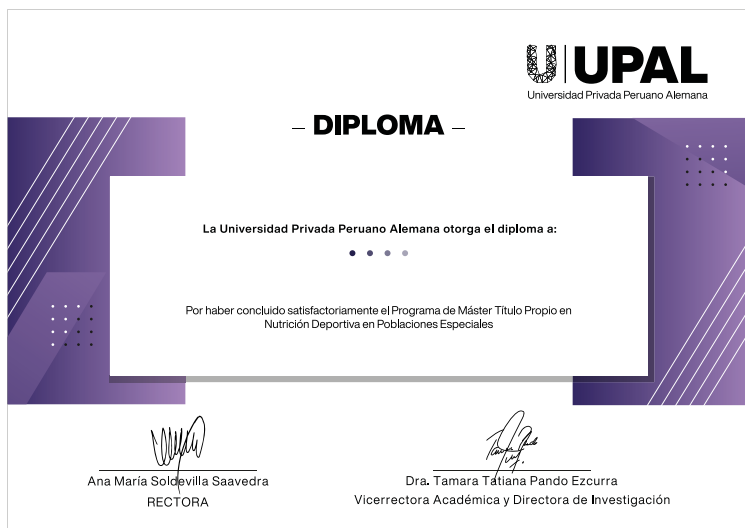 UPAL
Universidad Privada Peruano Alemana
– DIPLOMA –
La Universidad Privada Peruano Alemana otorga el diploma a:
Por haber concluido satisfactoriamente el Programa de Máster Título Propio en
Nutrición Deportiva en Poblaciones Especiales
Ana María Soldevilla Saavedra
RECTORA
Dra. Tamara Tatiana Pando Ezcurra
Vicerrectora Académica y Directora de Investigación